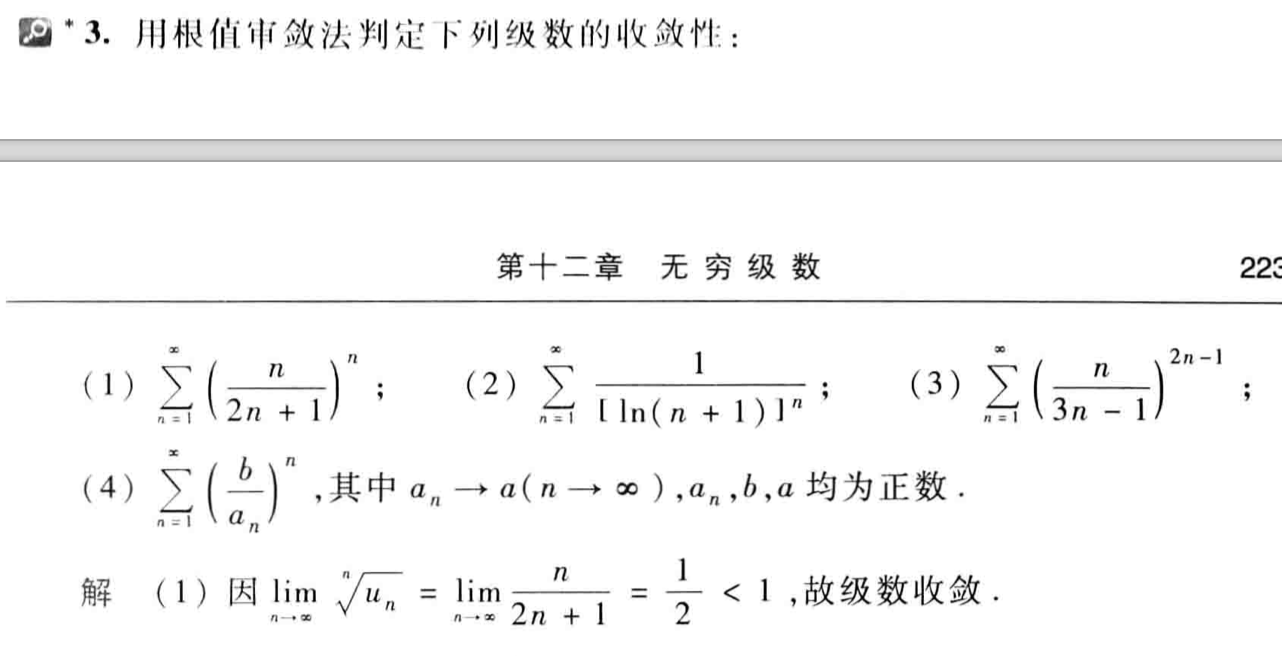 *3. 用根值审敛法判定下列级数的收敛性：
第十二章 无穷级数 223
(1) $\sum_{n=1}^{\infty}\left(\frac{n}{2n+1}\right)^{n}$； (2) $\sum_{n=1}^{\infty}\frac{1}{[\ln(n+1)]^{n}}$； (3) $\sum_{n=1}^{\infty}\left(\frac{n}{3n-1}\right)^{2n-1}$；
(4) $\sum_{n=1}^{\infty}\left(\frac{b}{a_n}\right)^{n}$,其中 $a_n \to a (n \to \infty)$,$a_n$,$b$,$a$ 均为正数.
解 (1) 因 $\lim_{n\to\infty}\sqrt[n]{u_n} = \lim_{n\to\infty}\frac{n}{2n+1} = \frac{1}{2} < 1$,故级数收敛.